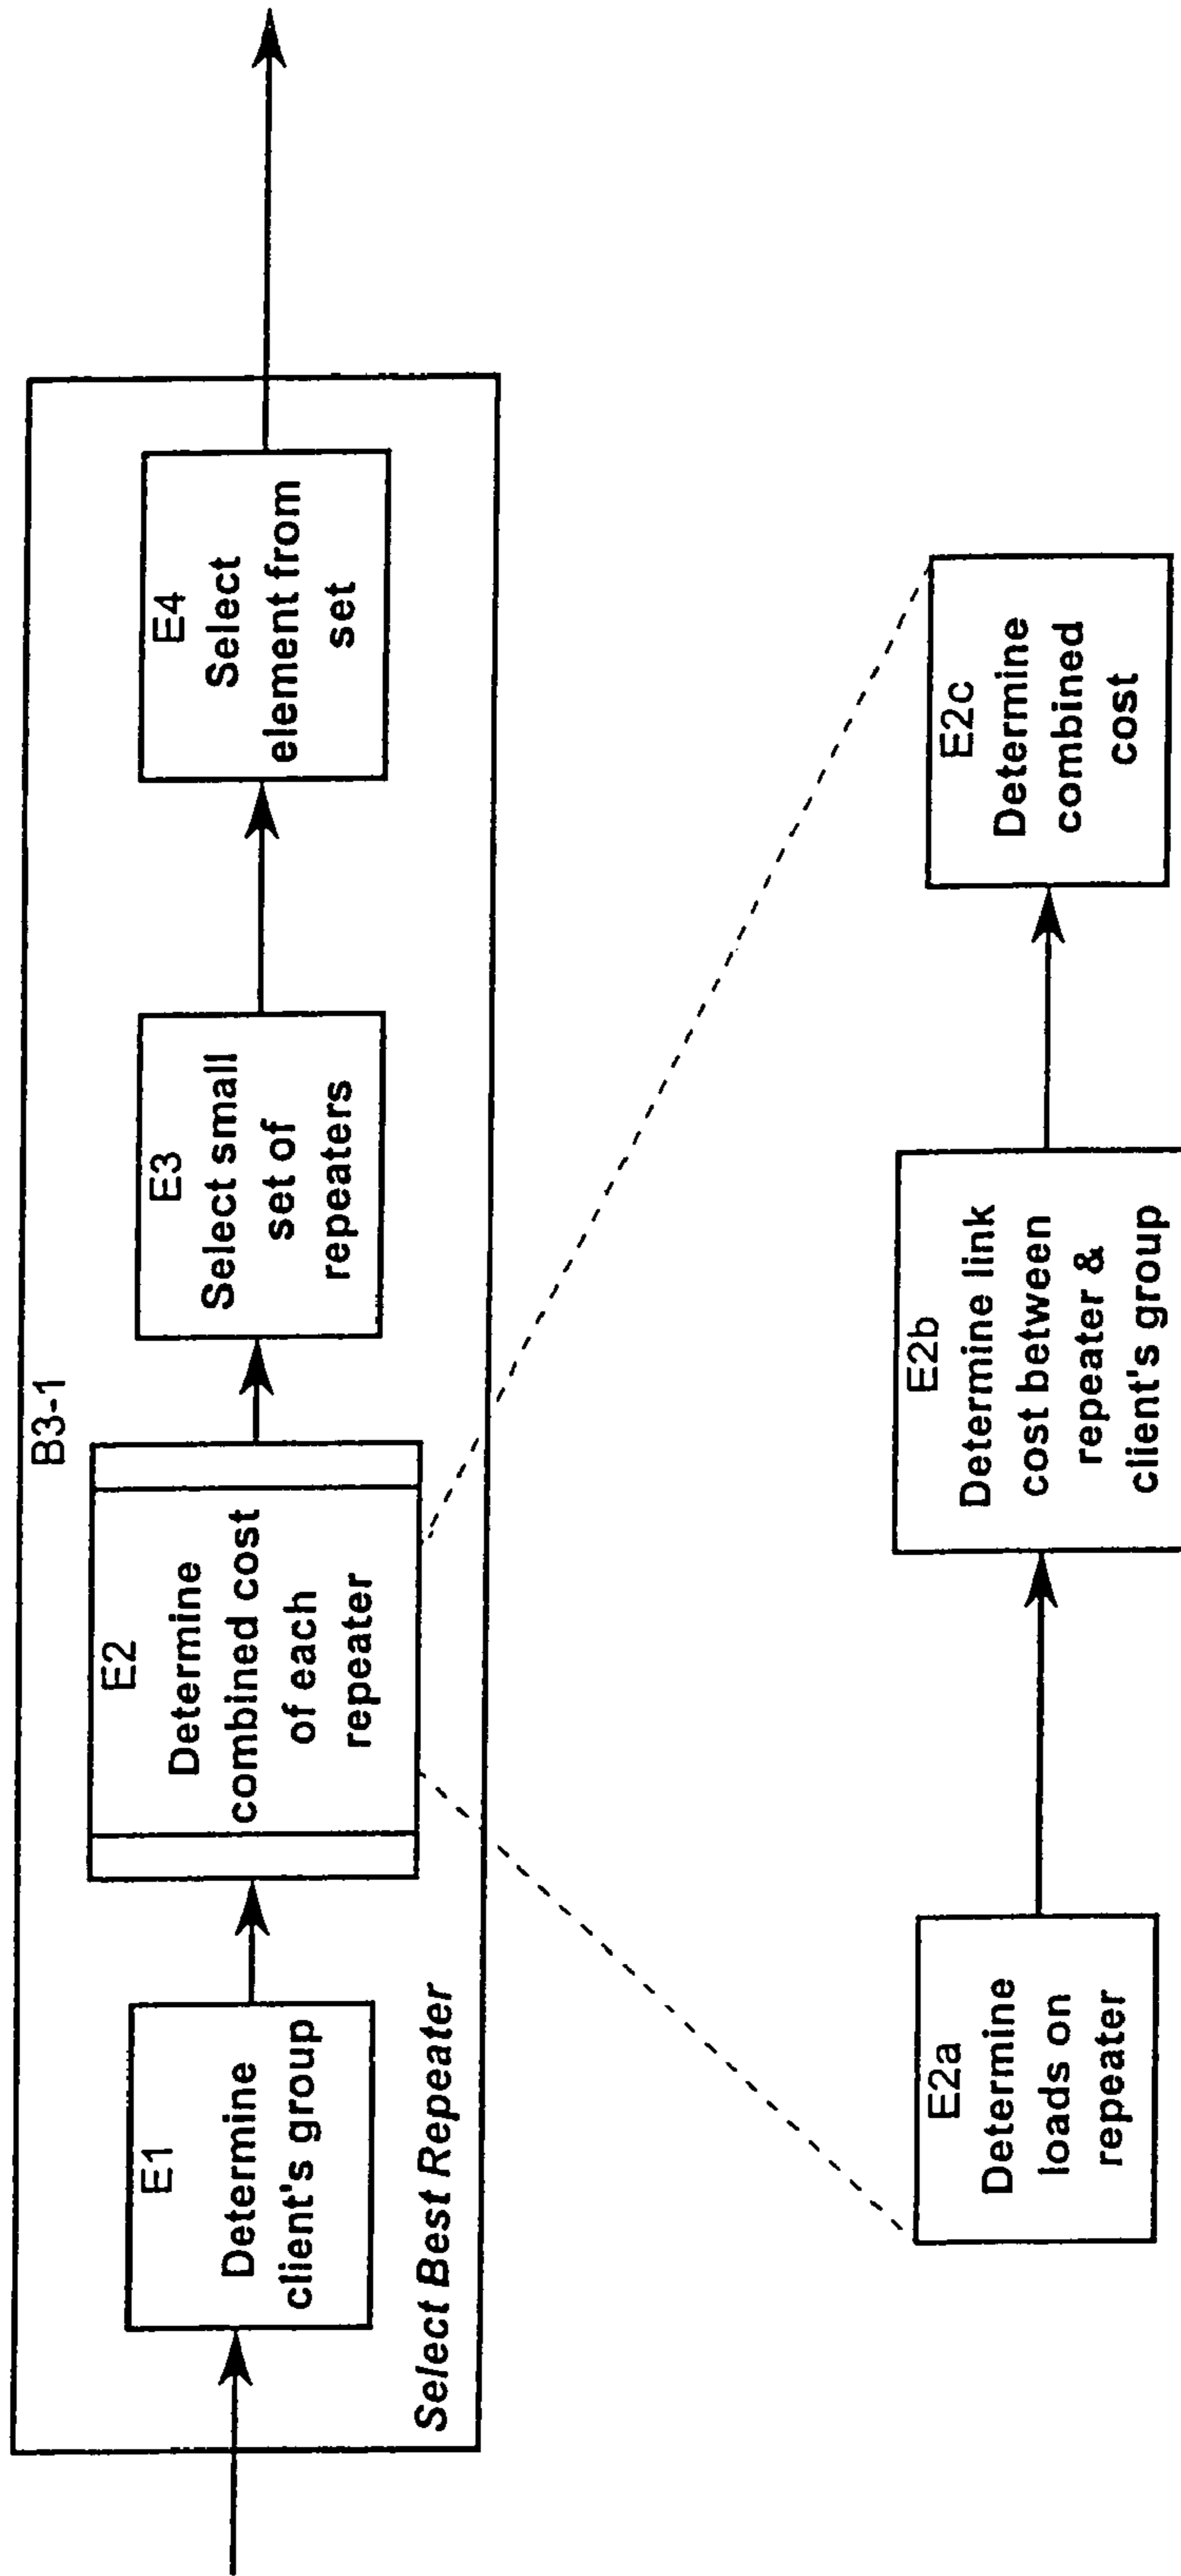 B3-1
E1
Determine
client's group
E2
Determine
combined cost
of each
repeater
E3
Select small
set of
repeaters
E4
Select
element from
set
Select Best Repeater
E2a
Determine
loads on
repeater
E2b
Determine link
cost between
repeater &
client's group
E2c
Determine
combined
cost